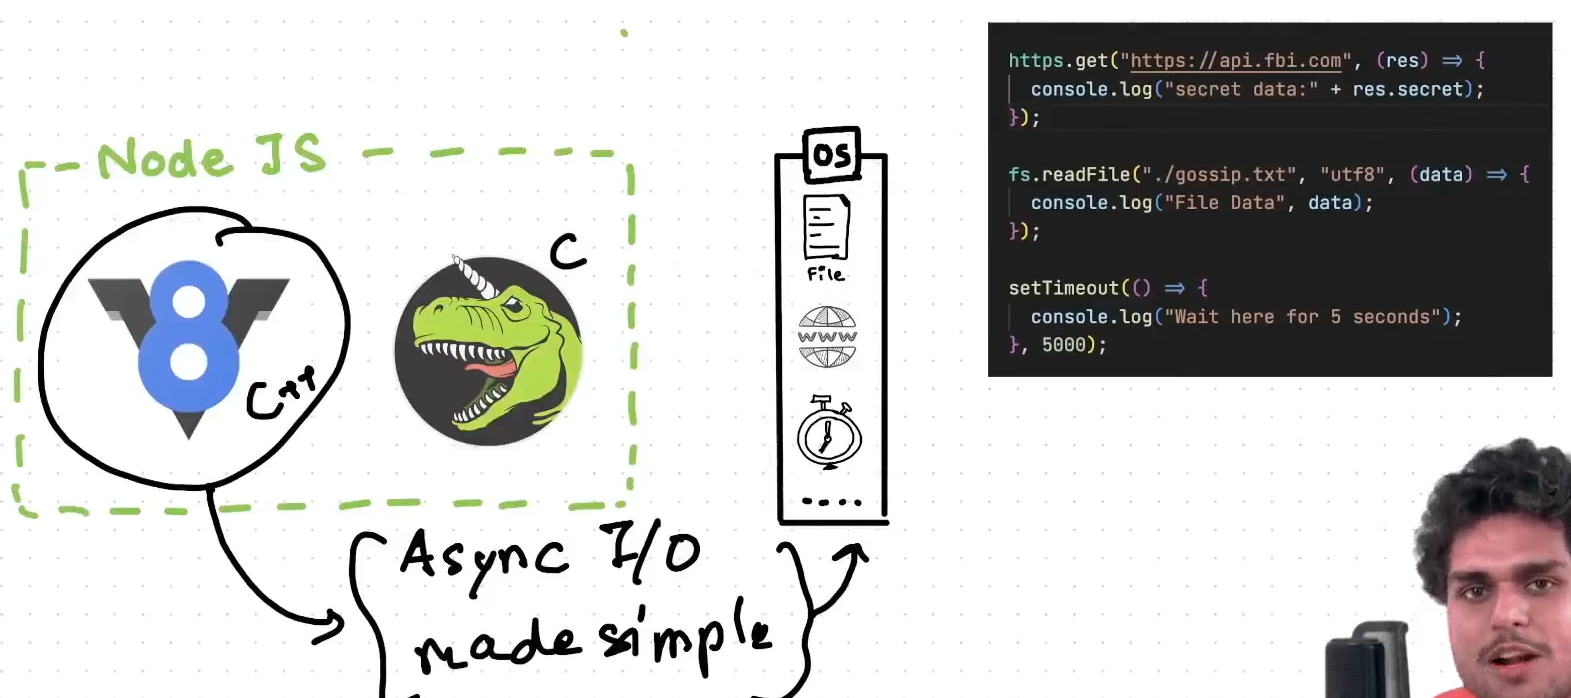 Node JS
8
C++
C
OS
File
WWW
.....
Async I/O
made simple
https.get("https://api.fbi.com", (res) ⇒ {
console.log("secret data:" + res.secret);
});
fs.readFile("./gossip.txt", "utf8", (data) ⇒ {
console.log("File Data", data);
});
setTimeout(() ⇒ {
console.log("Wait here for 5 seconds");
}, 5000);